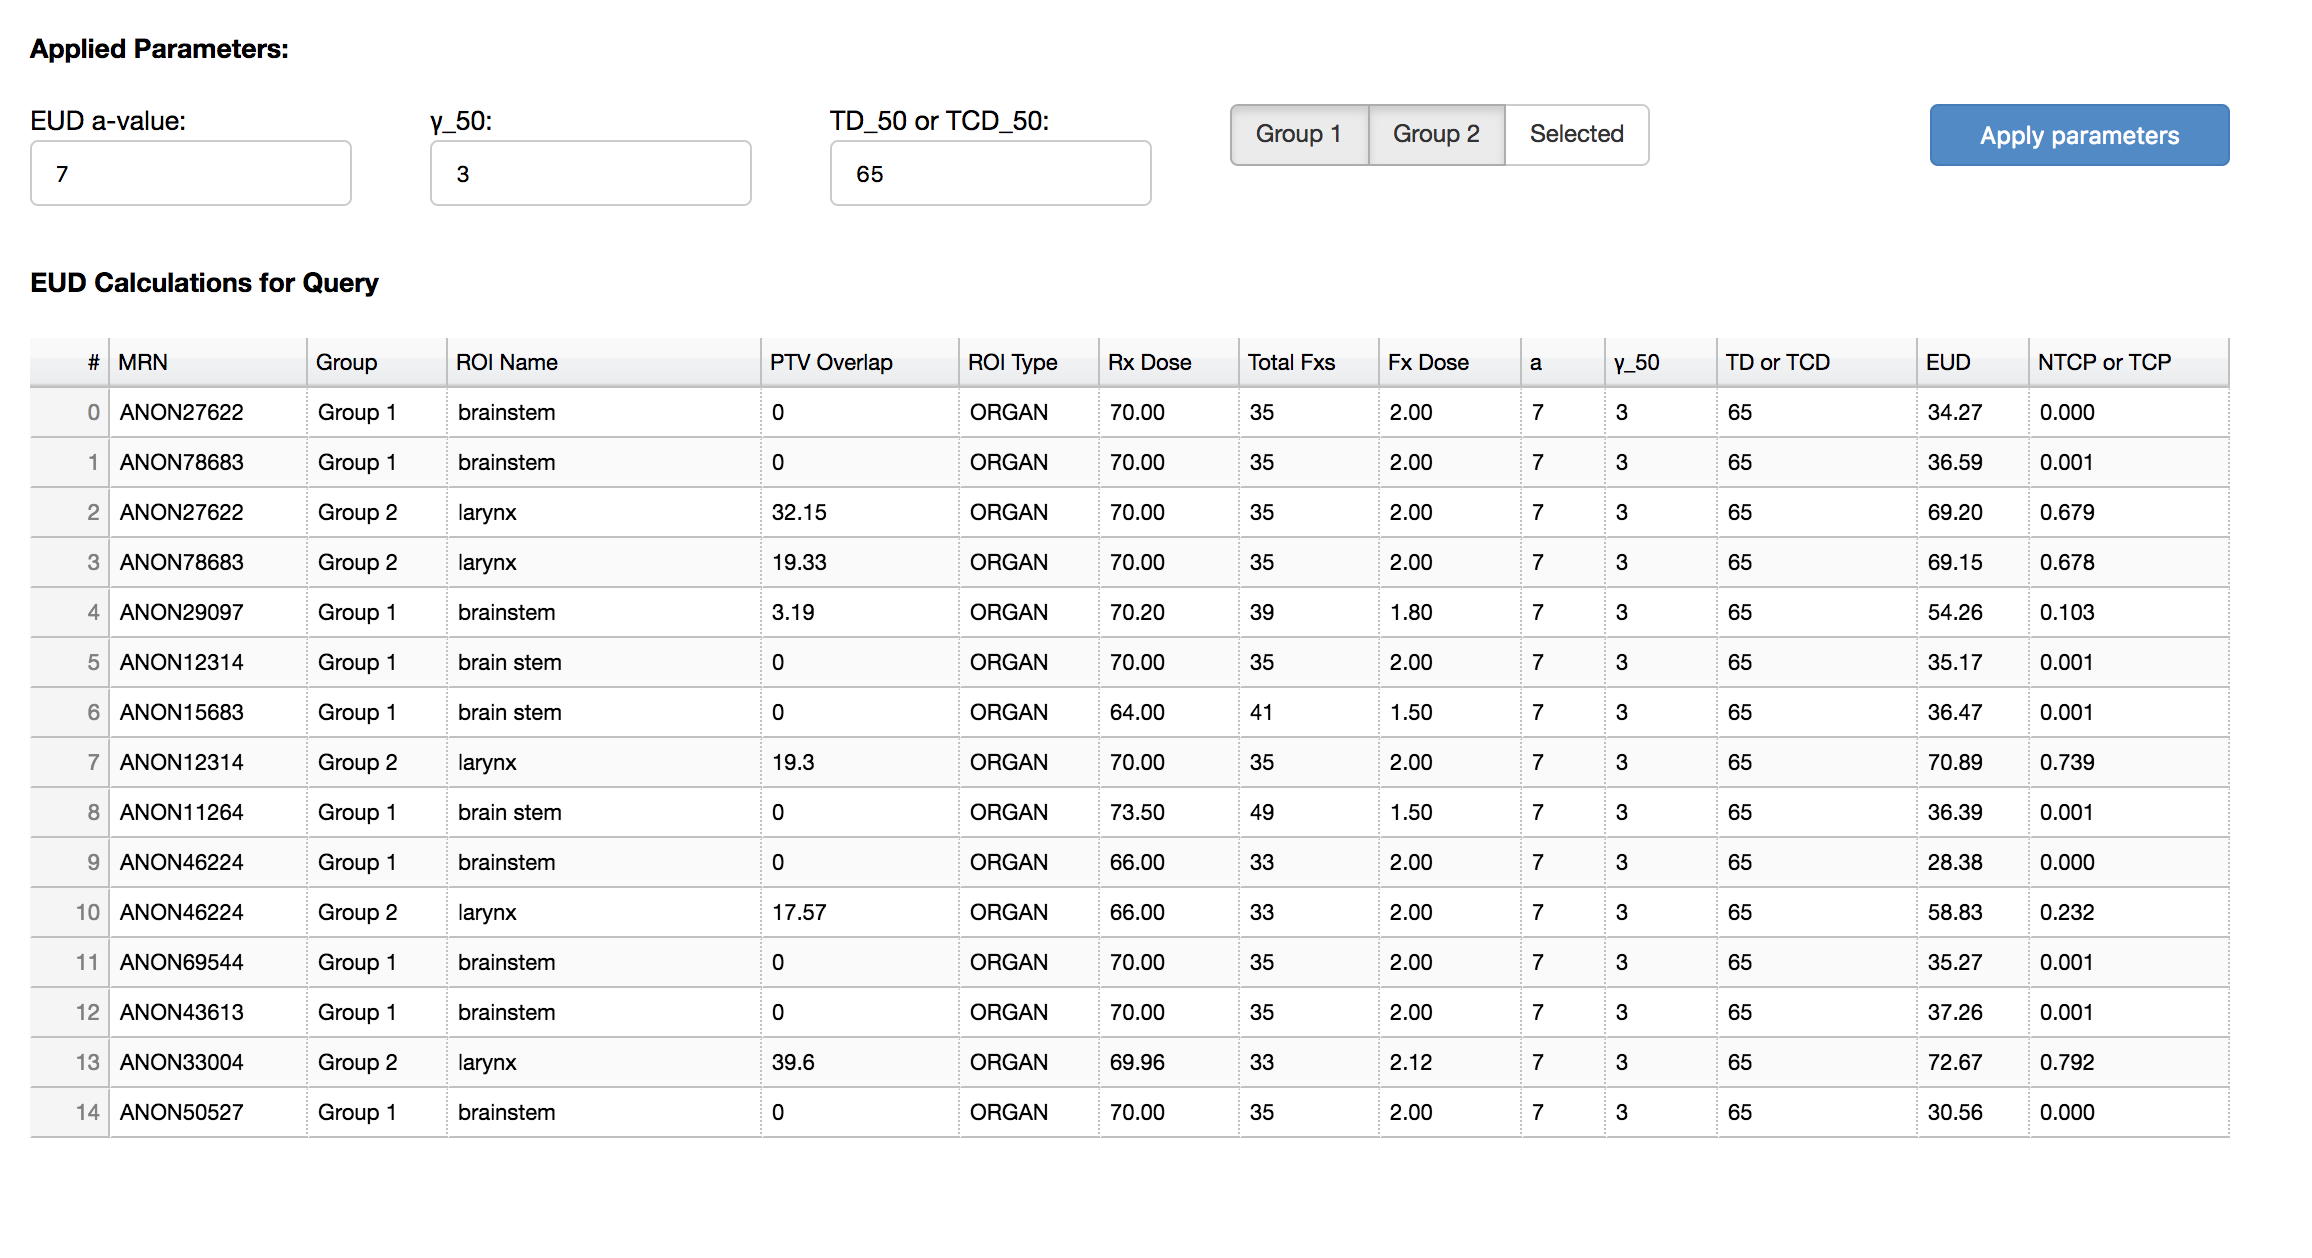 Applied Parameters:
EUD a-value: γ_50: TD_50 or TCD_50: Group 1 Group 2 Selected Apply parameters
7 3 65
EUD Calculations for Query
# MRN Group ROI Name PTV Overlap ROI Type Rx Dose Total Fxs Fx Dose a γ_50 TD or TCD EUD NTCP or TCP
0 ANON27622 Group 1 brainstem 0 ORGAN 70.00 35 2.00 7 3 65 34.27 0.000
1 ANON78683 Group 1 brainstem 0 ORGAN 70.00 35 2.00 7 3 65 36.59 0.001
2 ANON27622 Group 2 larynx 32.15 ORGAN 70.00 35 2.00 7 3 65 69.20 0.679
3 ANON78683 Group 2 larynx 19.33 ORGAN 70.00 35 2.00 7 3 65 69.15 0.678
4 ANON29097 Group 1 brainstem 3.19 ORGAN 70.20 39 1.80 7 3 65 54.26 0.103
5 ANON12314 Group 1 brain stem 0 ORGAN 70.00 35 2.00 7 3 65 35.17 0.001
6 ANON15683 Group 1 brain stem 0 ORGAN 64.00 41 1.50 7 3 65 36.47 0.001
7 ANON12314 Group 2 larynx 19.3 ORGAN 70.00 35 2.00 7 3 65 70.89 0.739
8 ANON11264 Group 1 brain stem 0 ORGAN 73.50 49 1.50 7 3 65 36.39 0.001
9 ANON46224 Group 1 brainstem 0 ORGAN 66.00 33 2.00 7 3 65 28.38 0.000
10 ANON46224 Group 2 larynx 17.57 ORGAN 66.00 33 2.00 7 3 65 58.83 0.232
11 ANON69544 Group 1 brainstem 0 ORGAN 70.00 35 2.00 7 3 65 35.27 0.001
12 ANON43613 Group 1 brainstem 0 ORGAN 70.00 35 2.00 7 3 65 37.26 0.001
13 ANON33004 Group 2 larynx 39.6 ORGAN 69.96 33 2.12 7 3 65 72.67 0.792
14 ANON50527 Group 1 brainstem 0 ORGAN 70.00 35 2.00 7 3 65 30.56 0.000